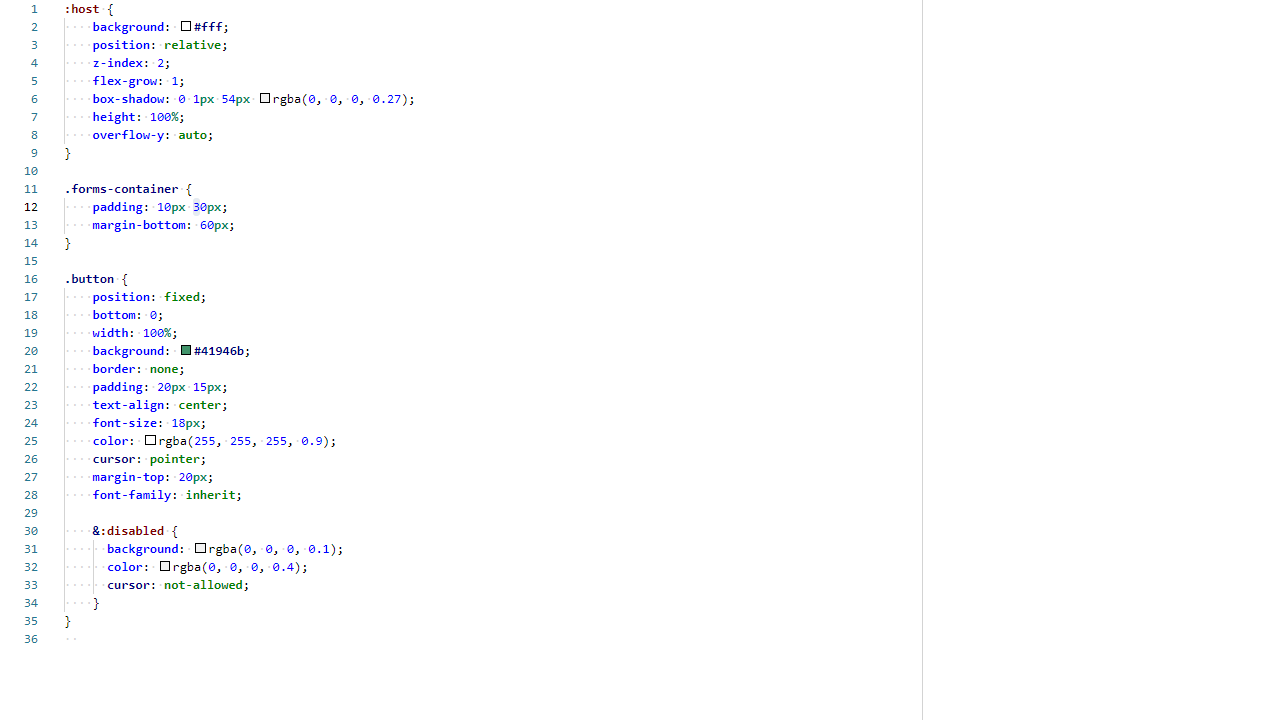 1 :host {
2     background: #fff;
3     position: relative;
4     z-index: 2;
5     flex-grow: 1;
6     box-shadow: 0 1px 54px rgba(0, 0, 0, 0.27);
7     height: 100%;
8     overflow-y: auto;
9 }
10
11 .forms-container {
12     padding: 10px 30px;
13     margin-bottom: 60px;
14 }
15
16 .button {
17     position: fixed;
18     bottom: 0;
19     width: 100%;
20     background: #41946b;
21     border: none;
22     padding: 20px 15px;
23     text-align: center;
24     font-size: 18px;
25     color: rgba(255, 255, 255, 0.9);
26     cursor: pointer;
27     margin-top: 20px;
28     font-family: inherit;
29
30     &:disabled {
31       background: rgba(0, 0, 0, 0.1);
32       color: rgba(0, 0, 0, 0.4);
33       cursor: not-allowed;
34     }
35 }
36